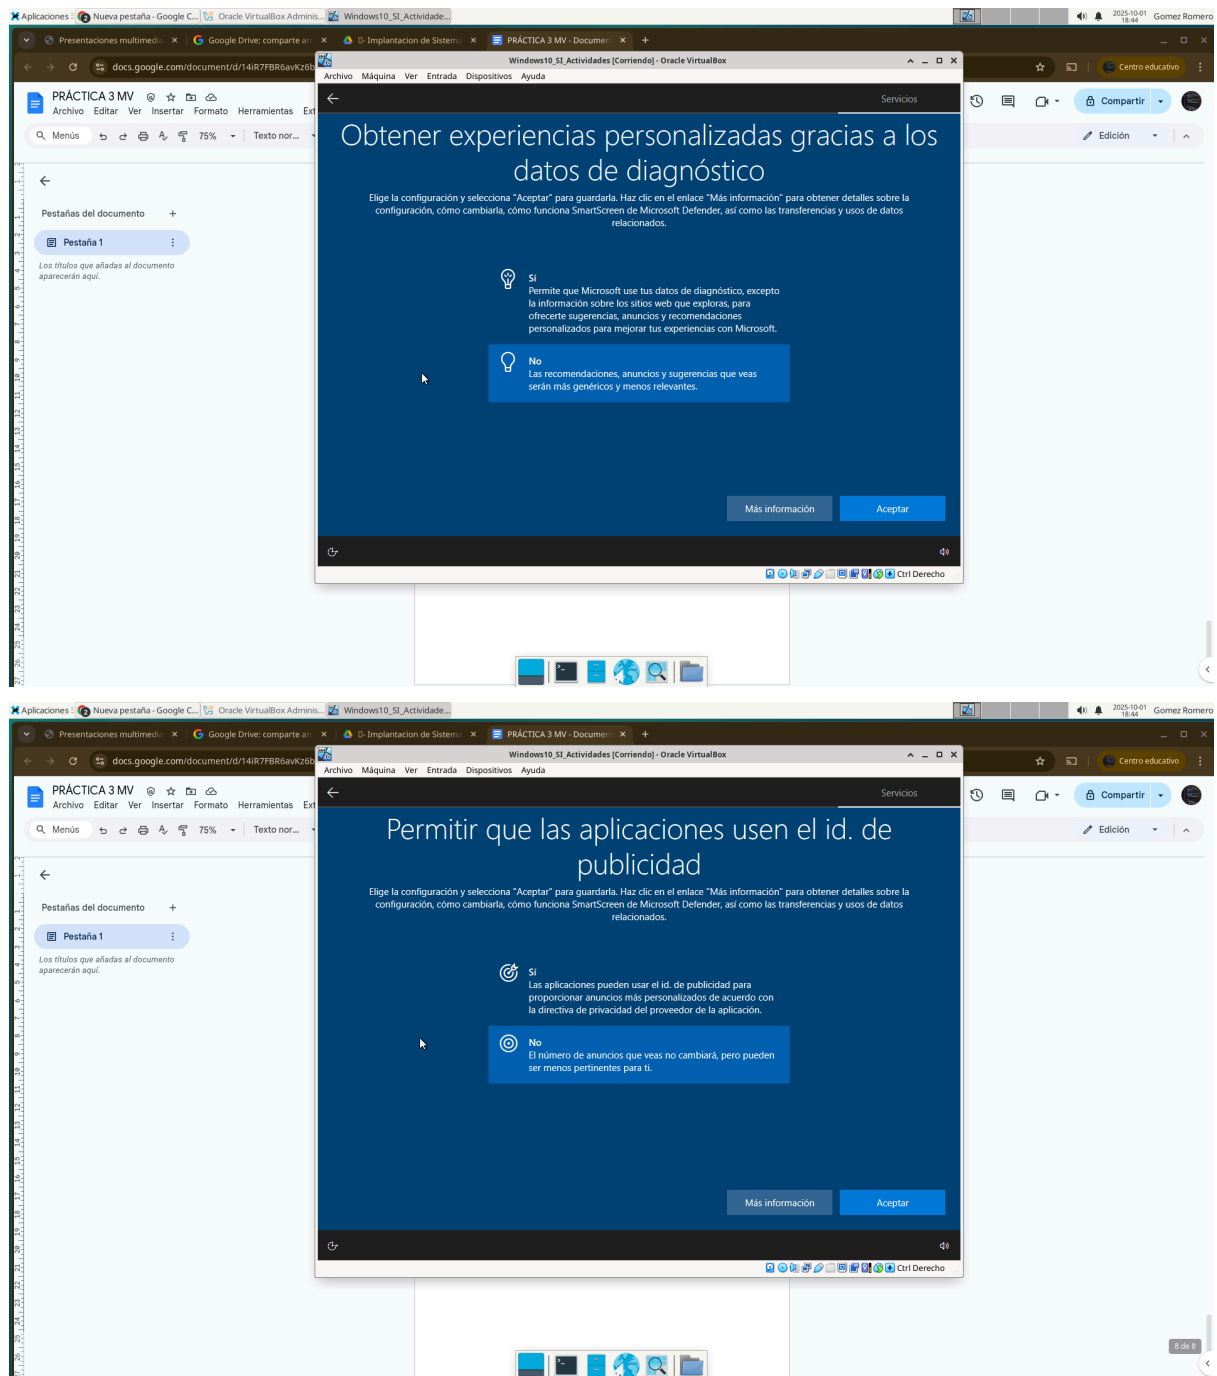 Aplicaciones
Nueva pestaña - Google C...
Oracle VirtualBox Adminis...
Windows10_SI_Actividade...
2025-10-01
18:44
Gomez Romero
Presentaciones multimedia
Google Drive: comparte arc
D- Implantacion de Sistema
PRÁCTICA 3 MV - Documen
docs.google.com/document/d/14iR7FBR6avKz6b
Centro educativo
Windows10_SI_Actividades [Corriendo] - Oracle VirtualBox
Archivo Máquina Ver Entrada Dispositivos Ayuda
PRÁCTICA 3 MV
Archivo Editar Ver Insertar Formato Herramientas Ext
Compartir
Menús
75%
Texto nor...
Edición
Pestañas del documento
Pestaña 1
Los títulos que añadas al documento
aparecerán aquí.
Servicios
Obtener experiencias personalizadas gracias a los
datos de diagnóstico
Elige la configuración y selecciona "Aceptar" para guardarla. Haz clic en el enlace "Más información" para obtener detalles sobre la
configuración, cómo cambiarla, cómo funciona SmartScreen de Microsoft Defender, así como las transferencias y usos de datos
relacionados.
Sí
Permite que Microsoft use tus datos de diagnóstico, excepto
la información sobre los sitios web que exploras, para
ofrecerte sugerencias, anuncios y recomendaciones
personalizados para mejorar tus experiencias con Microsoft.
No
Las recomendaciones, anuncios y sugerencias que veas
serán más genéricos y menos relevantes.
Más información
Aceptar
Ctrl Derecho
Aplicaciones
Nueva pestaña - Google C...
Oracle VirtualBox Adminis...
Windows10_SI_Actividade...
2025-10-01
18:44
Gomez Romero
Presentaciones multimedia
Google Drive: comparte arc
D- Implantacion de Sistema
PRÁCTICA 3 MV - Documen
docs.google.com/document/d/14iR7FBR6avKz6b
Centro educativo
Windows10_SI_Actividades [Corriendo] - Oracle VirtualBox
Archivo Máquina Ver Entrada Dispositivos Ayuda
PRÁCTICA 3 MV
Archivo Editar Ver Insertar Formato Herramientas Ext
Compartir
Menús
75%
Texto nor...
Edición
Pestañas del documento
Pestaña 1
Los títulos que añadas al documento
aparecerán aquí.
Servicios
Permitir que las aplicaciones usen el id. de
publicidad
Elige la configuración y selecciona "Aceptar" para guardarla. Haz clic en el enlace "Más información" para obtener detalles sobre la
configuración, cómo cambiarla, cómo funciona SmartScreen de Microsoft Defender, así como las transferencias y usos de datos
relacionados.
Sí
Las aplicaciones pueden usar el id. de publicidad para
proporcionar anuncios más personalizados de acuerdo con
la directiva de privacidad del proveedor de la aplicación.
No
El número de anuncios que veas no cambiará, pero pueden
ser menos pertinentes para ti.
Más información
Aceptar
Ctrl Derecho
8 de 8